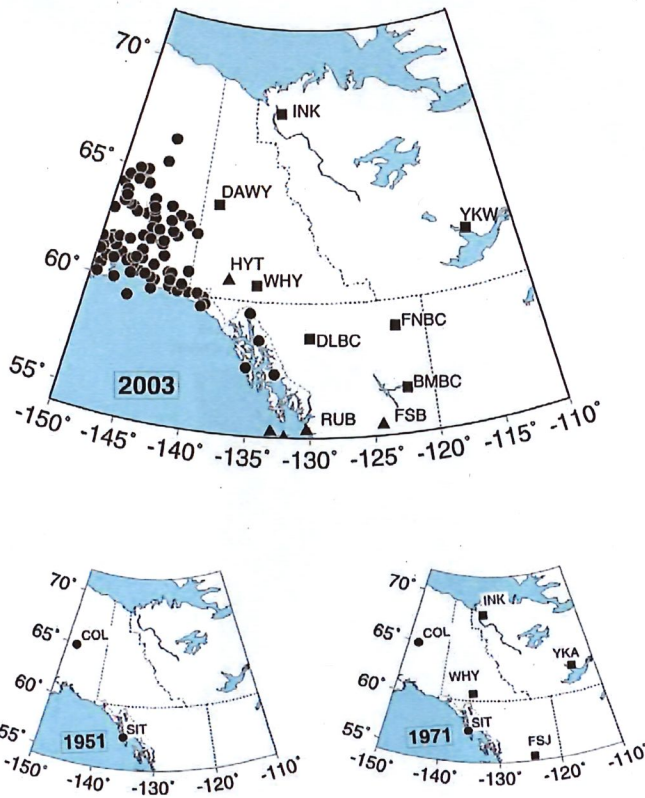 70°
INK
65°
DAWY
YKW
60°
HYT
WHY
FNBC
DLBC
BMBC
55°
2003
RUB
FSB
-150°
-145°
-140°
-135°
-130°
-125°
-120°
-115°
-110°
70°
65°
COL
60°
SIT
55°
1951
-150°
-140°
-130°
-120°
-110°
70°
INK
65°
COL
YKA
60°
WHY
SIT
55°
1971
FSJ
-150°
-140°
-130°
-120°
-110°